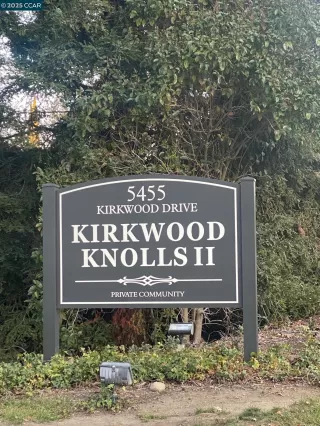 ©2025 CCAR
5455
KIRKWOOD DRIVE
KIRKWOOD
KNOLLS II
PRIVATE COMMUNITY